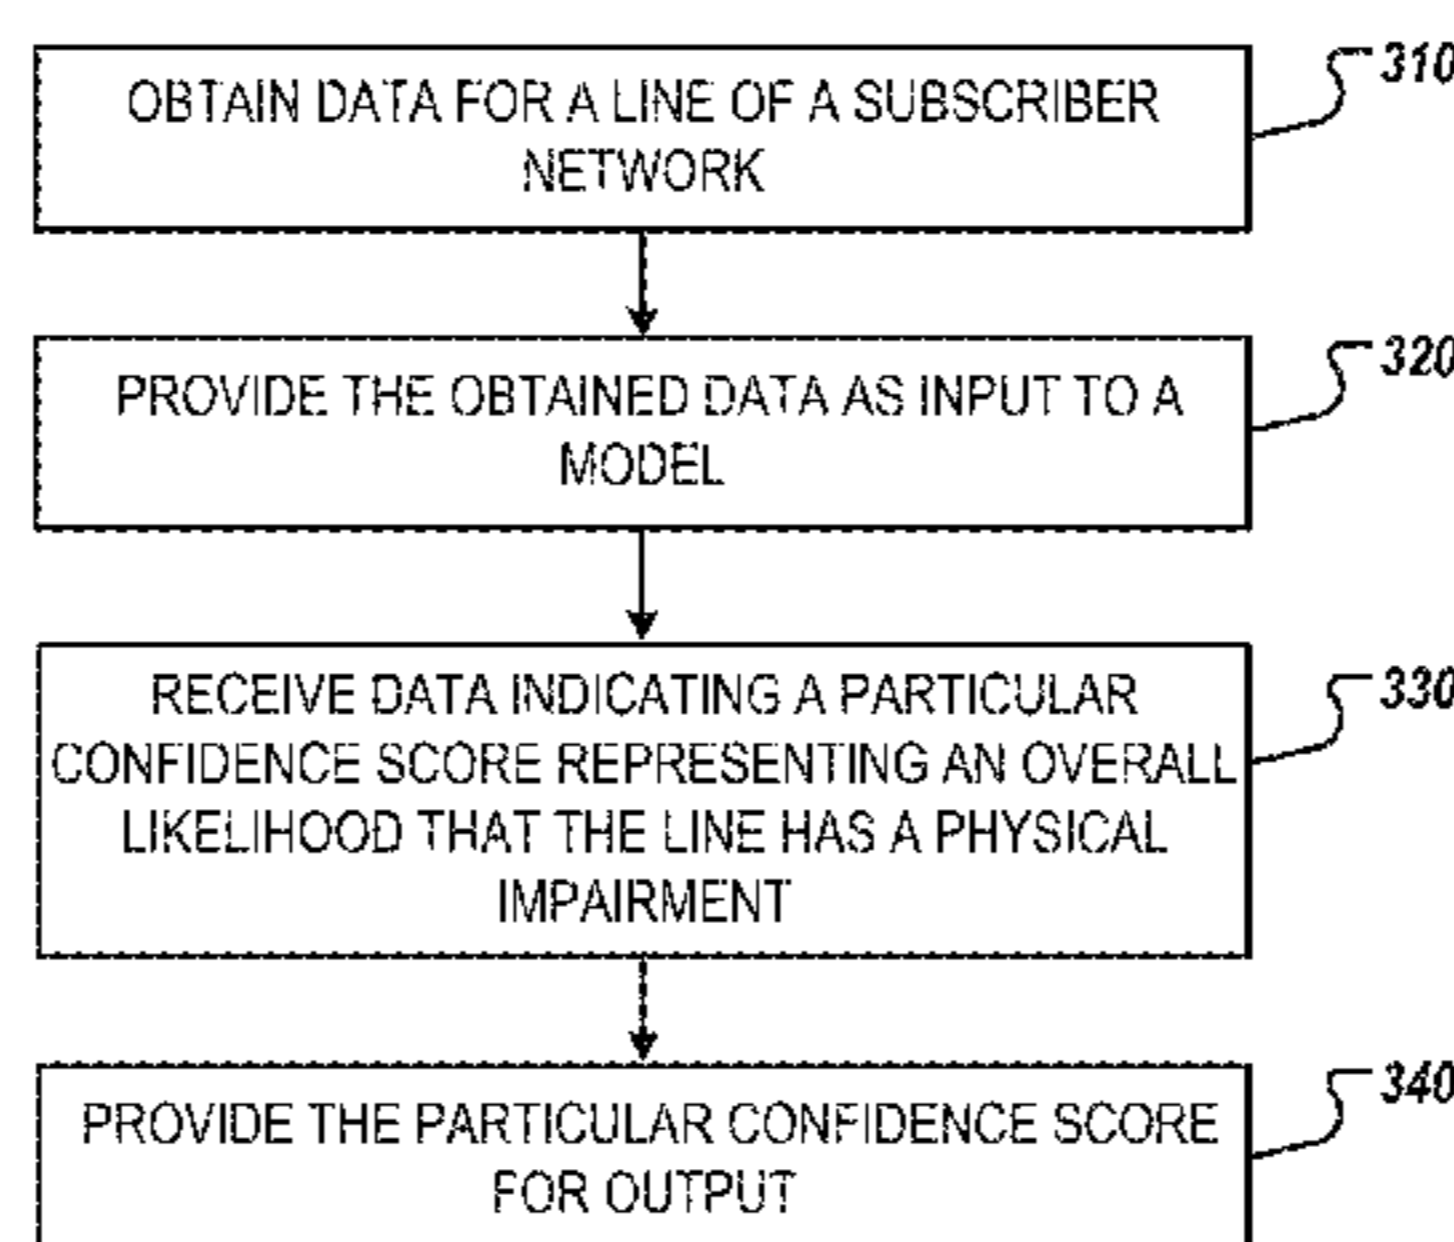 OBTAIN DATA FOR A LINE OF A SUBSCRIBER
NETWORK
310
PROVIDE THE OBTAINED DATA AS INPUT TO A
MODEL
320
RECEIVE DATA INDICATING A PARTICULAR
CONFIDENCE SCORE REPRESENTING AN OVERALL
LIKELIHOOD THAT THE LINE HAS A PHYSICAL
IMPAIRMENT
330
PROVIDE THE PARTICULAR CONFIDENCE SCORE
FOR OUTPUT
340